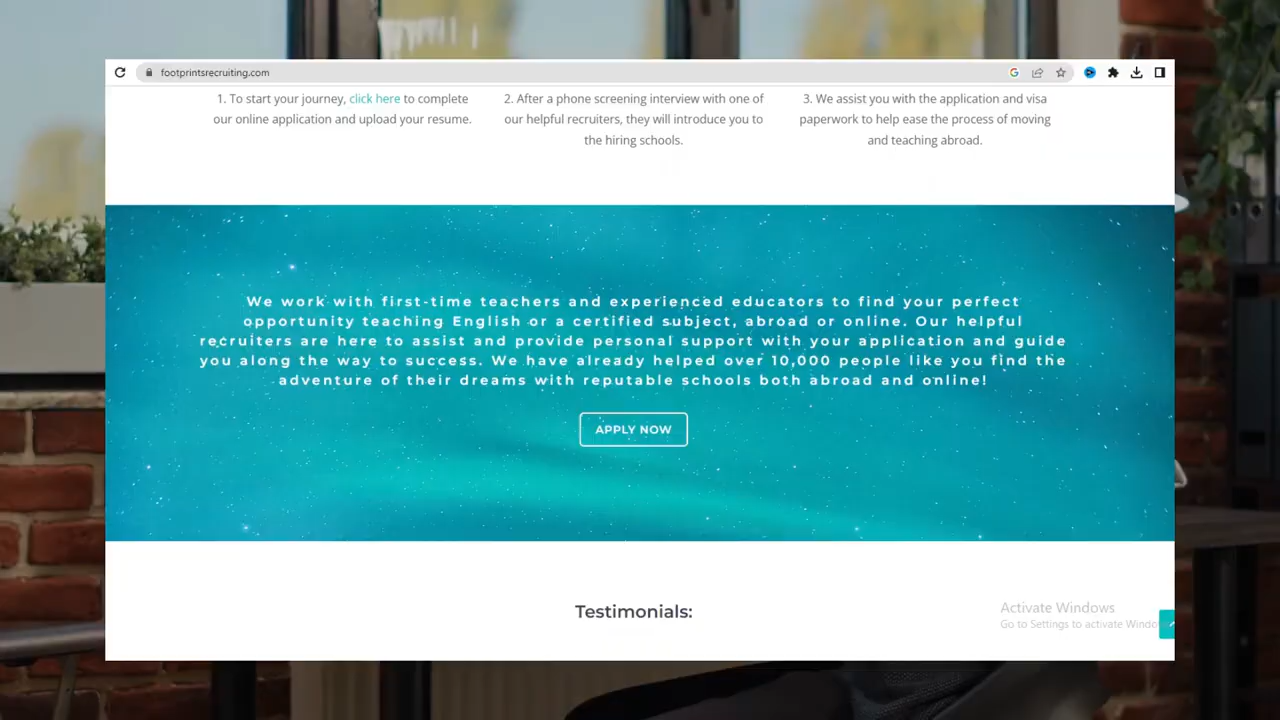 footprintsrecruiting.com
1. To start your journey, click here to complete
our online application and upload your resume.
2. After a phone screening interview with one of
our helpful recruiters, they will introduce you to
the hiring schools.
3. We assist you with the application and visa
paperwork to help ease the process of moving
and teaching abroad.
We work with first-time teachers and experienced educators to find your perfect
opportunity teaching English or a certified subject, abroad or online. Our helpful
recruiters are here to assist and provide personal support with your application and guide
you along the way to success. We have already helped over 10,000 people like you find the
adventure of their dreams with reputable schools both abroad and online!
APPLY NOW
Testimonials:
Activate Windows
Go to Settings to activate Windo